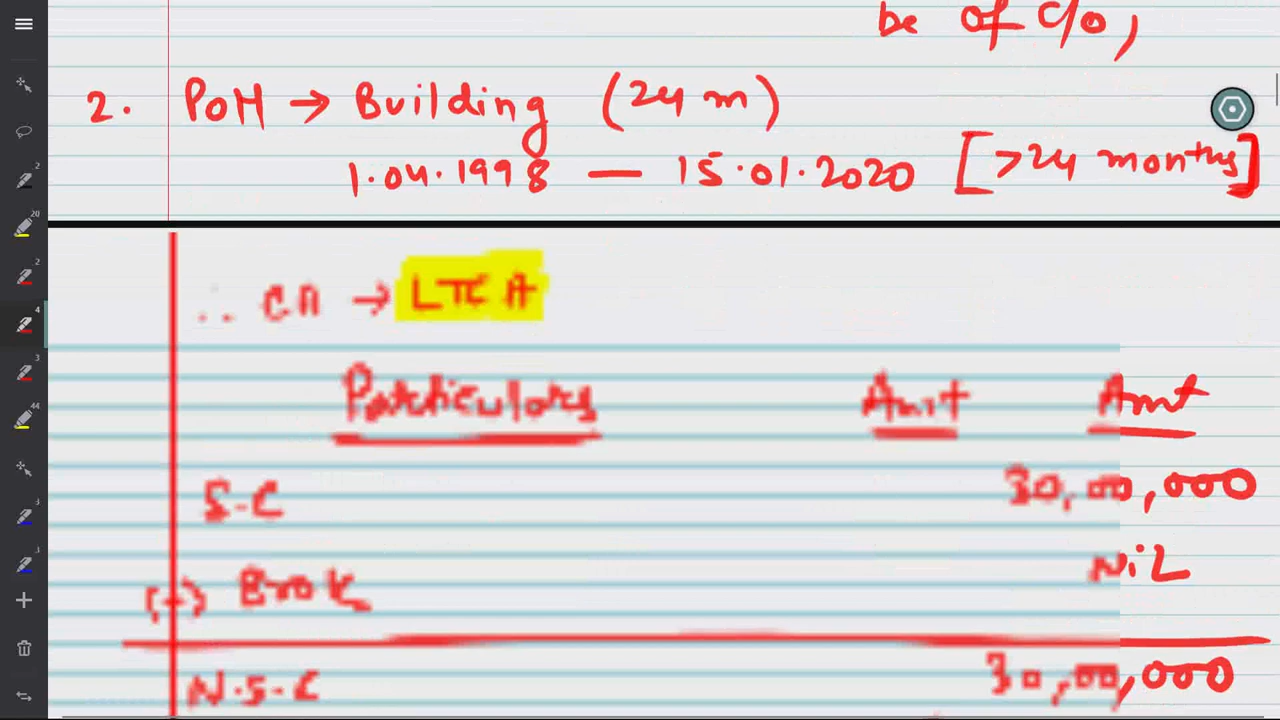 be of C/o,
2. POH → Building (24 m)
1.04.1998 — 15.01.2020 [>24 months]
∴ CA → LTCA
Particulars Amt Amt
S.C 30,00,000
(-) Brok NiL
N.S.C 30,00,000